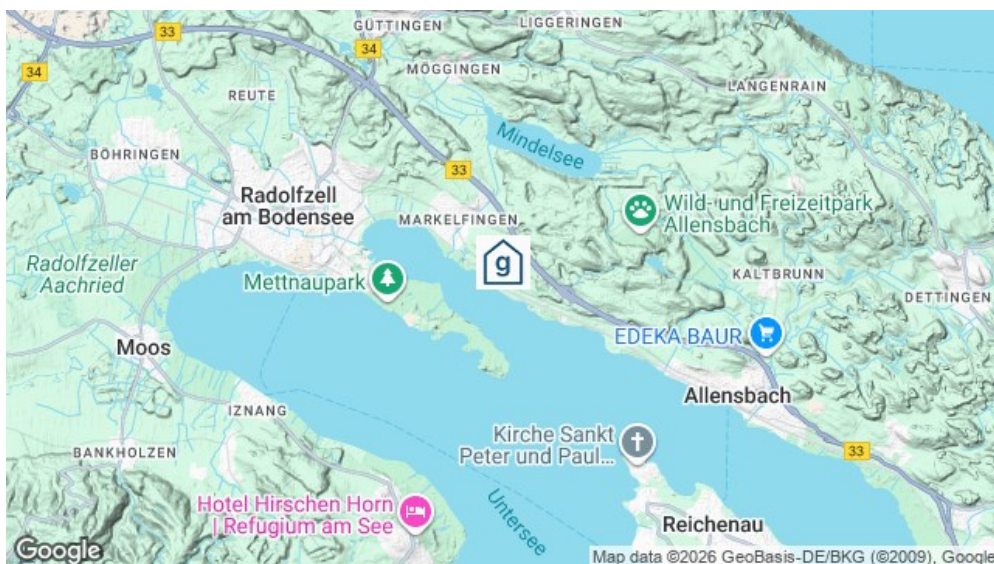 GÜTTINGEN
LIGGERINGEN
33
34
34
MÖGGINGEN
LANGENRAIN
REUTE
Mindelsee
BÖHRINGEN
33
Radolfzell
am Bodensee
Wild- und Freizeitpark
Allensbach
MARKELFINGEN
Radolfzeller
Aachried
Mettnaupark
g
KALTBRUNN
DETTINGEN
EDEKA BAUR
Moos
Allensbach
IZNANG
Kirche Sankt
Peter und Paul...
BANKHOLZEN
33
Hotel Hirschen Horn
| Refugium am See
Untersee
Reichenau
Google
Map data ©2026 GeoBasis-DE/BKG (©2009), Google